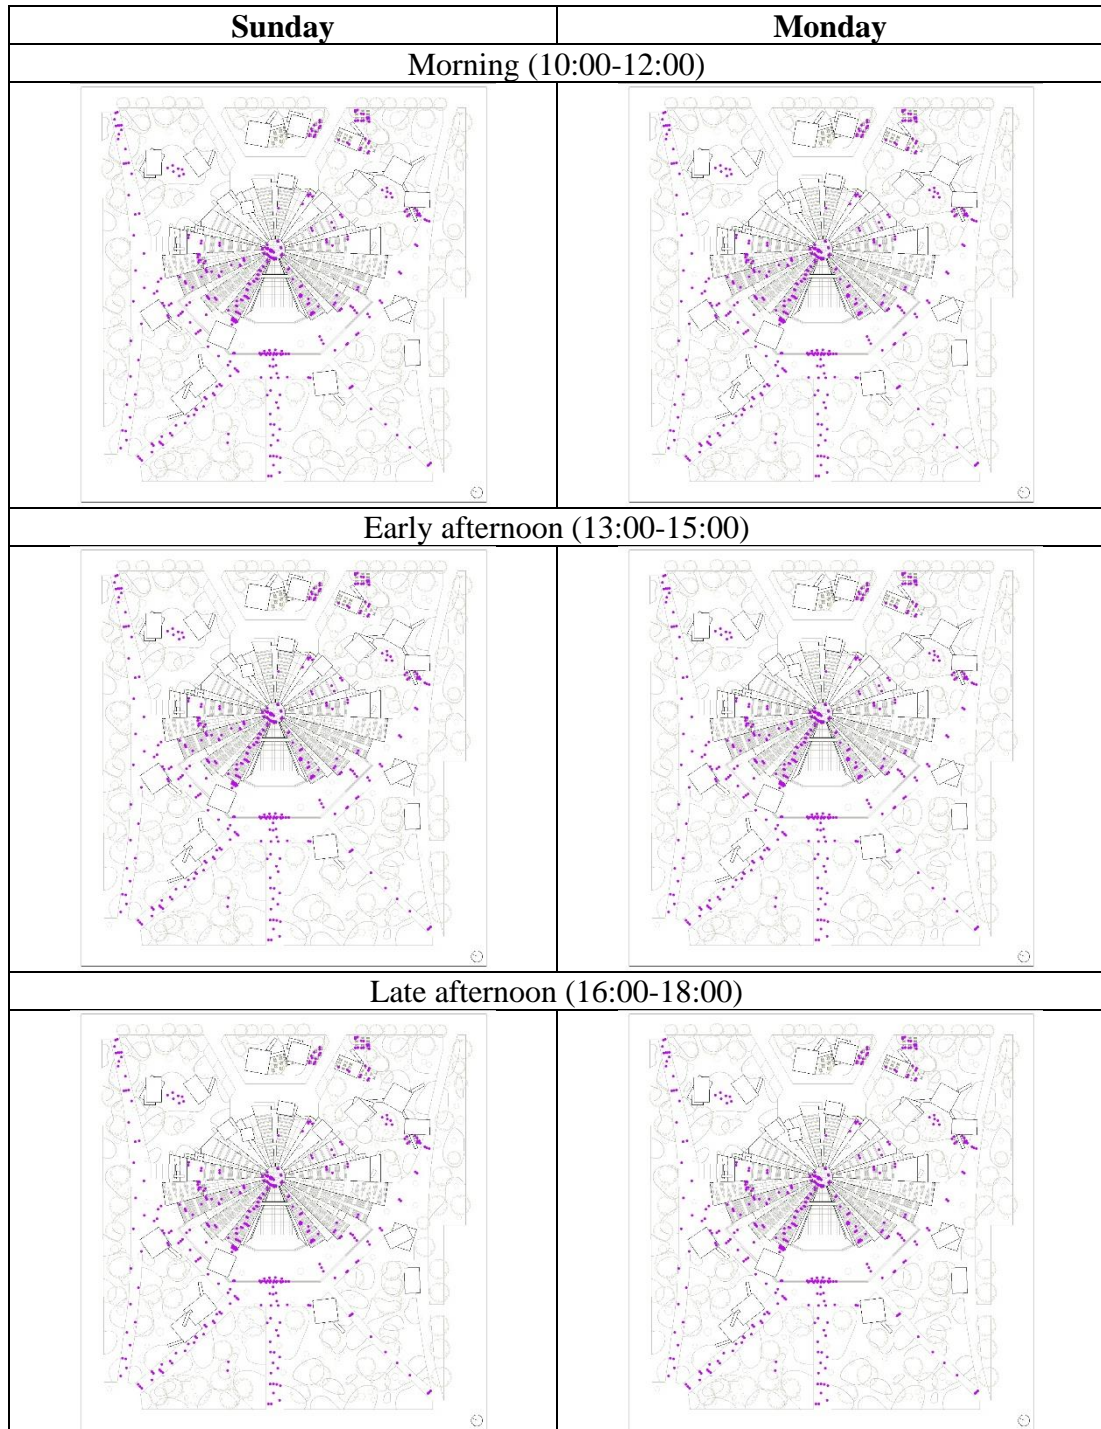 Sunday Monday
Morning (10:00-12:00)
Early afternoon (13:00-15:00)
Late afternoon (16:00-18:00)